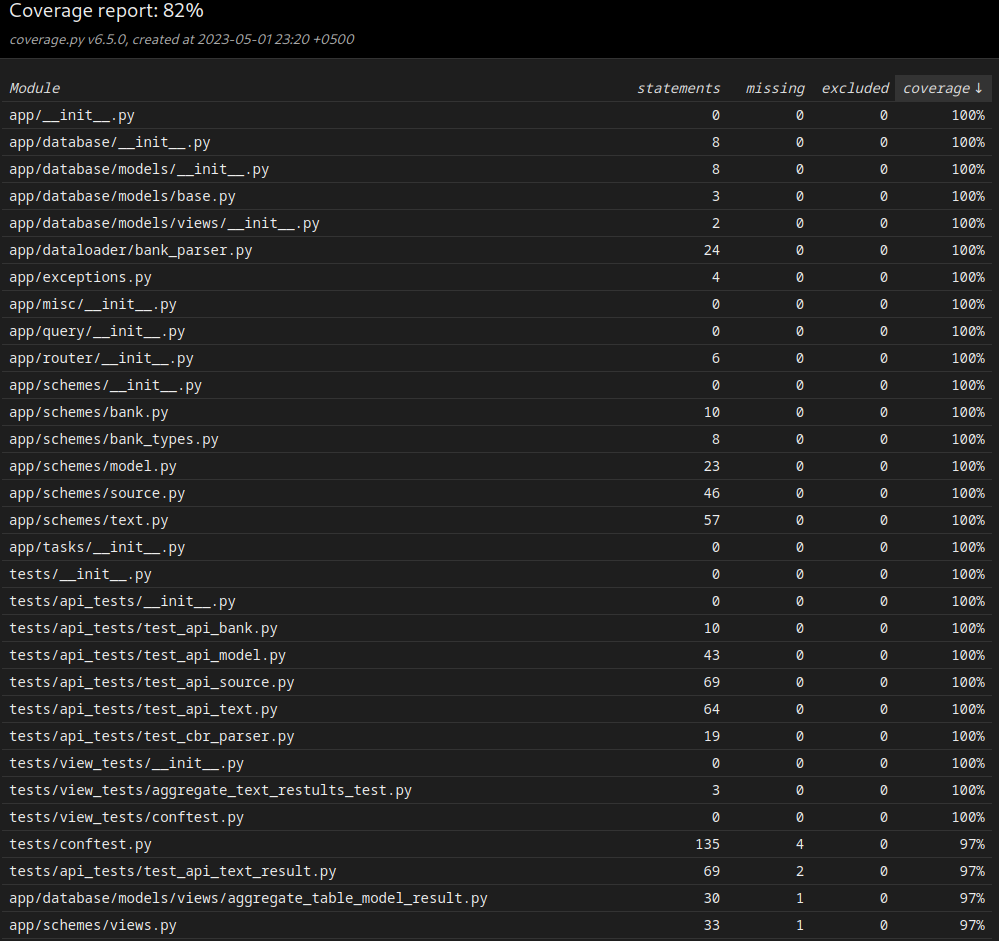 Coverage report: 82%
coverage.py v6.5.0, created at 2023-05-01 23:20 +0500
Module statements missing excluded coverage ↓
app/__init__.py 0 0 0 100%
app/database/__init__.py 8 0 0 100%
app/database/models/__init__.py 8 0 0 100%
app/database/models/base.py 3 0 0 100%
app/database/models/views/__init__.py 2 0 0 100%
app/dataloader/bank_parser.py 24 0 0 100%
app/exceptions.py 4 0 0 100%
app/misc/__init__.py 0 0 0 100%
app/query/__init__.py 0 0 0 100%
app/router/__init__.py 6 0 0 100%
app/schemes/__init__.py 0 0 0 100%
app/schemes/bank.py 10 0 0 100%
app/schemes/bank_types.py 8 0 0 100%
app/schemes/model.py 23 0 0 100%
app/schemes/source.py 46 0 0 100%
app/schemes/text.py 57 0 0 100%
app/tasks/__init__.py 0 0 0 100%
tests/__init__.py 0 0 0 100%
tests/api_tests/__init__.py 0 0 0 100%
tests/api_tests/test_api_bank.py 10 0 0 100%
tests/api_tests/test_api_model.py 43 0 0 100%
tests/api_tests/test_api_source.py 69 0 0 100%
tests/api_tests/test_api_text.py 64 0 0 100%
tests/api_tests/test_cbr_parser.py 19 0 0 100%
tests/view_tests/__init__.py 0 0 0 100%
tests/view_tests/aggregate_text_restults_test.py 3 0 0 100%
tests/view_tests/conftest.py 0 0 0 100%
tests/conftest.py 135 4 0 97%
tests/api_tests/test_api_text_result.py 69 2 0 97%
app/database/models/views/aggregate_table_model_result.py 30 1 0 97%
app/schemes/views.py 33 1 0 97%